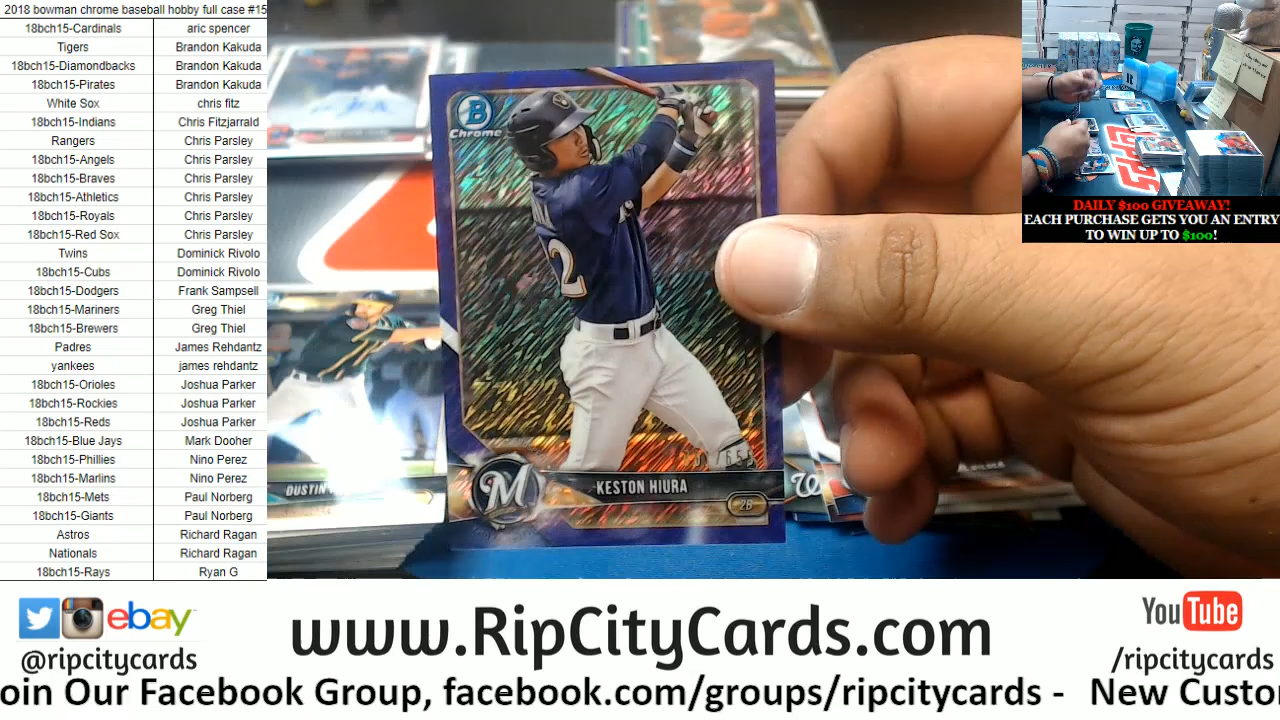 2018 bowman chrome baseball hobby full case #15
18bch15-Cardinals aric spencer
Tigers Brandon Kakuda
18bch15-Diamondbacks Brandon Kakuda
18bch15-Pirates Brandon Kakuda
White Sox chris fitz
18bch15-Indians Chris Fitzjarrald
Rangers Chris Parsley
18bch15-Angels Chris Parsley
18bch15-Braves Chris Parsley
18bch15-Athletics Chris Parsley
18bch15-Royals Chris Parsley
18bch15-Red Sox Chris Parsley
Twins Dominick Rivolo
18bch15-Cubs Dominick Rivolo
18bch15-Dodgers Frank Sampsell
18bch15-Mariners Greg Thiel
18bch15-Brewers Greg Thiel
Padres James Rehdantz
yankees james rehdantz
18bch15-Orioles Joshua Parker
18bch15-Rockies Joshua Parker
18bch15-Reds Joshua Parker
18bch15-Blue Jays Mark Dooher
18bch15-Phillies Nino Perez
18bch15-Marlins Nino Perez
18bch15-Mets Paul Norberg
18bch15-Giants Paul Norberg
Astros Richard Ragan
Nationals Richard Ragan
18bch15-Rays Ryan G
B
Chrome
2
M
KESTON HIURA
2B
DUSTIN
W
DAILY $100 GIVEAWAY!
EACH PURCHASE GETS YOU AN ENTRY
TO WIN UP TO $100!
ebay
@ripcitycards
www.RipCityCards.com
YouTube
/ripcitycards
oin Our Facebook Group, facebook.com/groups/ripcitycards - New Custo